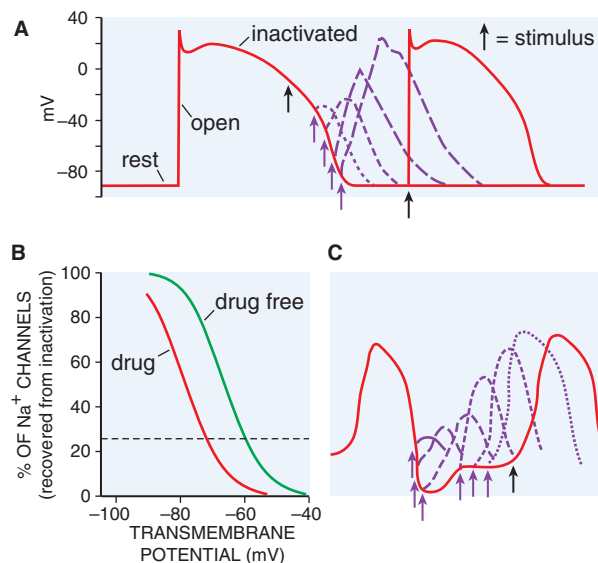 A
40
0
−40
−80
mV
inactivated
open
rest
= stimulus
B
100
80
60
40
20
0
% OF Na⁺ CHANNELS
(recovered from inactivation)
drug free
drug
−100
−80
−60
−40
TRANSMEMBRANE
POTENTIAL (mV)
C